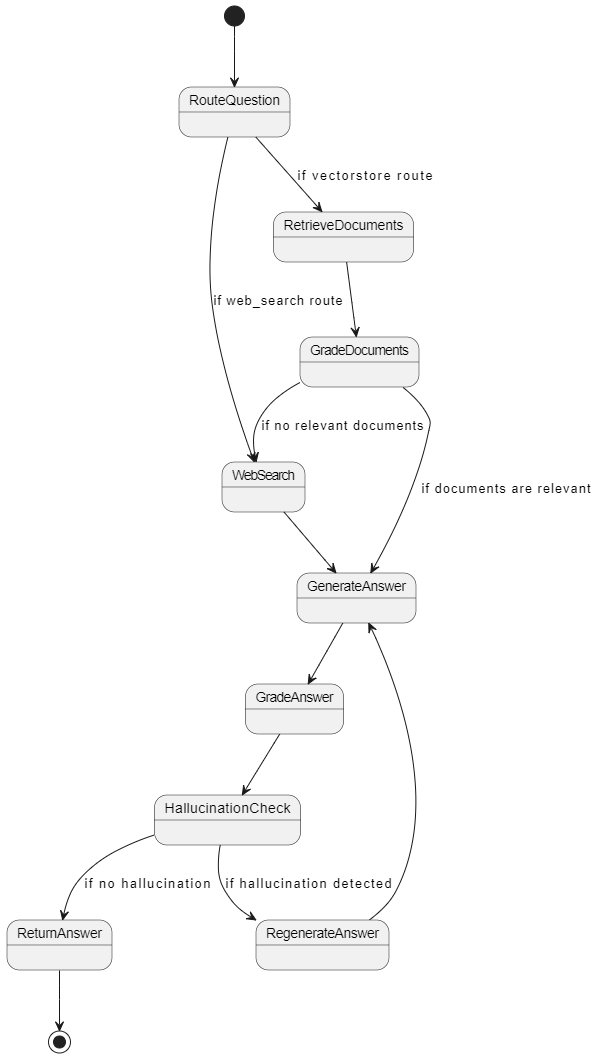 RouteQuestion
if vectorstore route
RetrieveDocuments
if web_search route
GradeDocuments
if no relevant documents
WebSearch
if documents are relevant
GenerateAnswer
GradeAnswer
HallucinationCheck
if no hallucination
if hallucination detected
ReturnAnswer
RegenerateAnswer